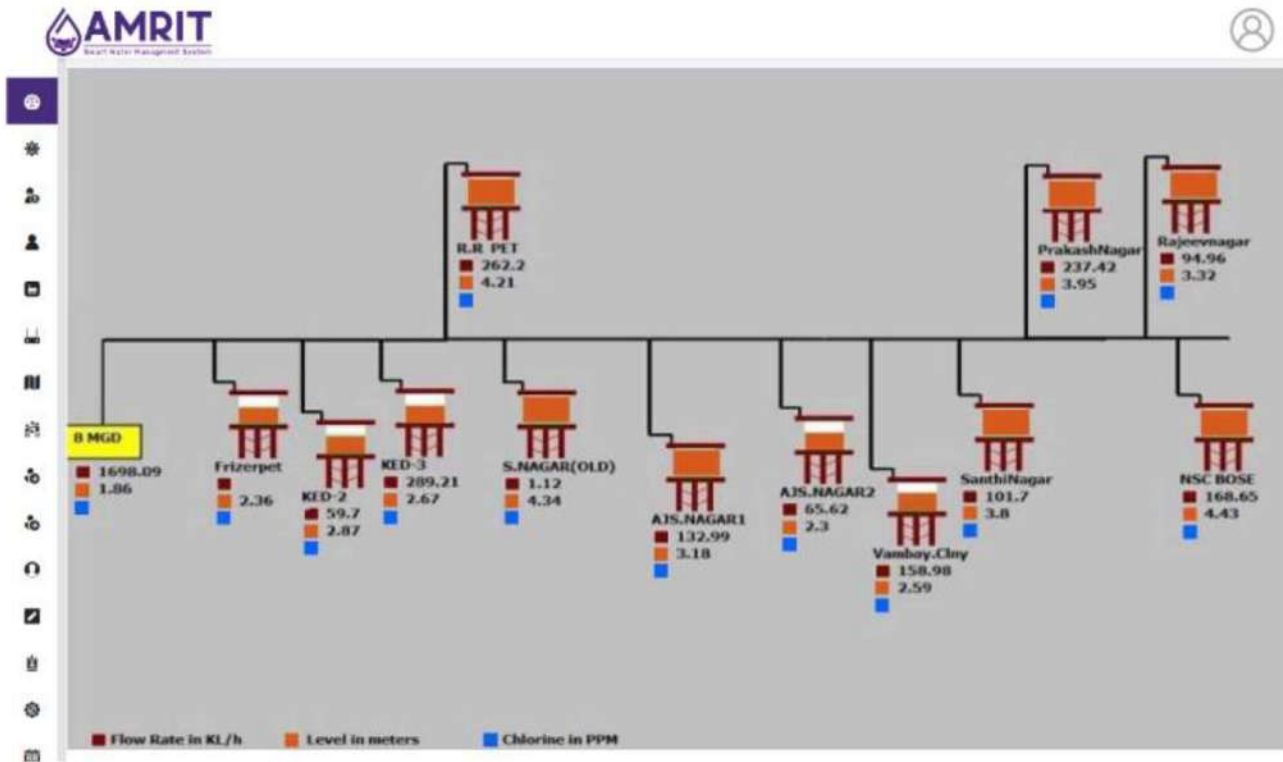 AMRIT
Smart Water Managment System
R.R PET
262.2
4.21
PrakashNagar
237.42
3.95
Rajeevnagar
94.96
3.32
8 MGD
1698.09
1.86
Frizerpet
2.36
KED-2
59.7
2.87
KED-3
289.21
2.67
S.NAGAR(OLD)
1.12
4.34
AJS.NAGAR1
132.99
3.18
AJS.NAGAR2
65.62
2.3
Vamboy.Clny
158.98
2.59
SanthiNagar
101.7
3.8
NSC BOSE
168.65
4.43
Flow Rate in KL/h
Level in meters
Chlorine in PPM